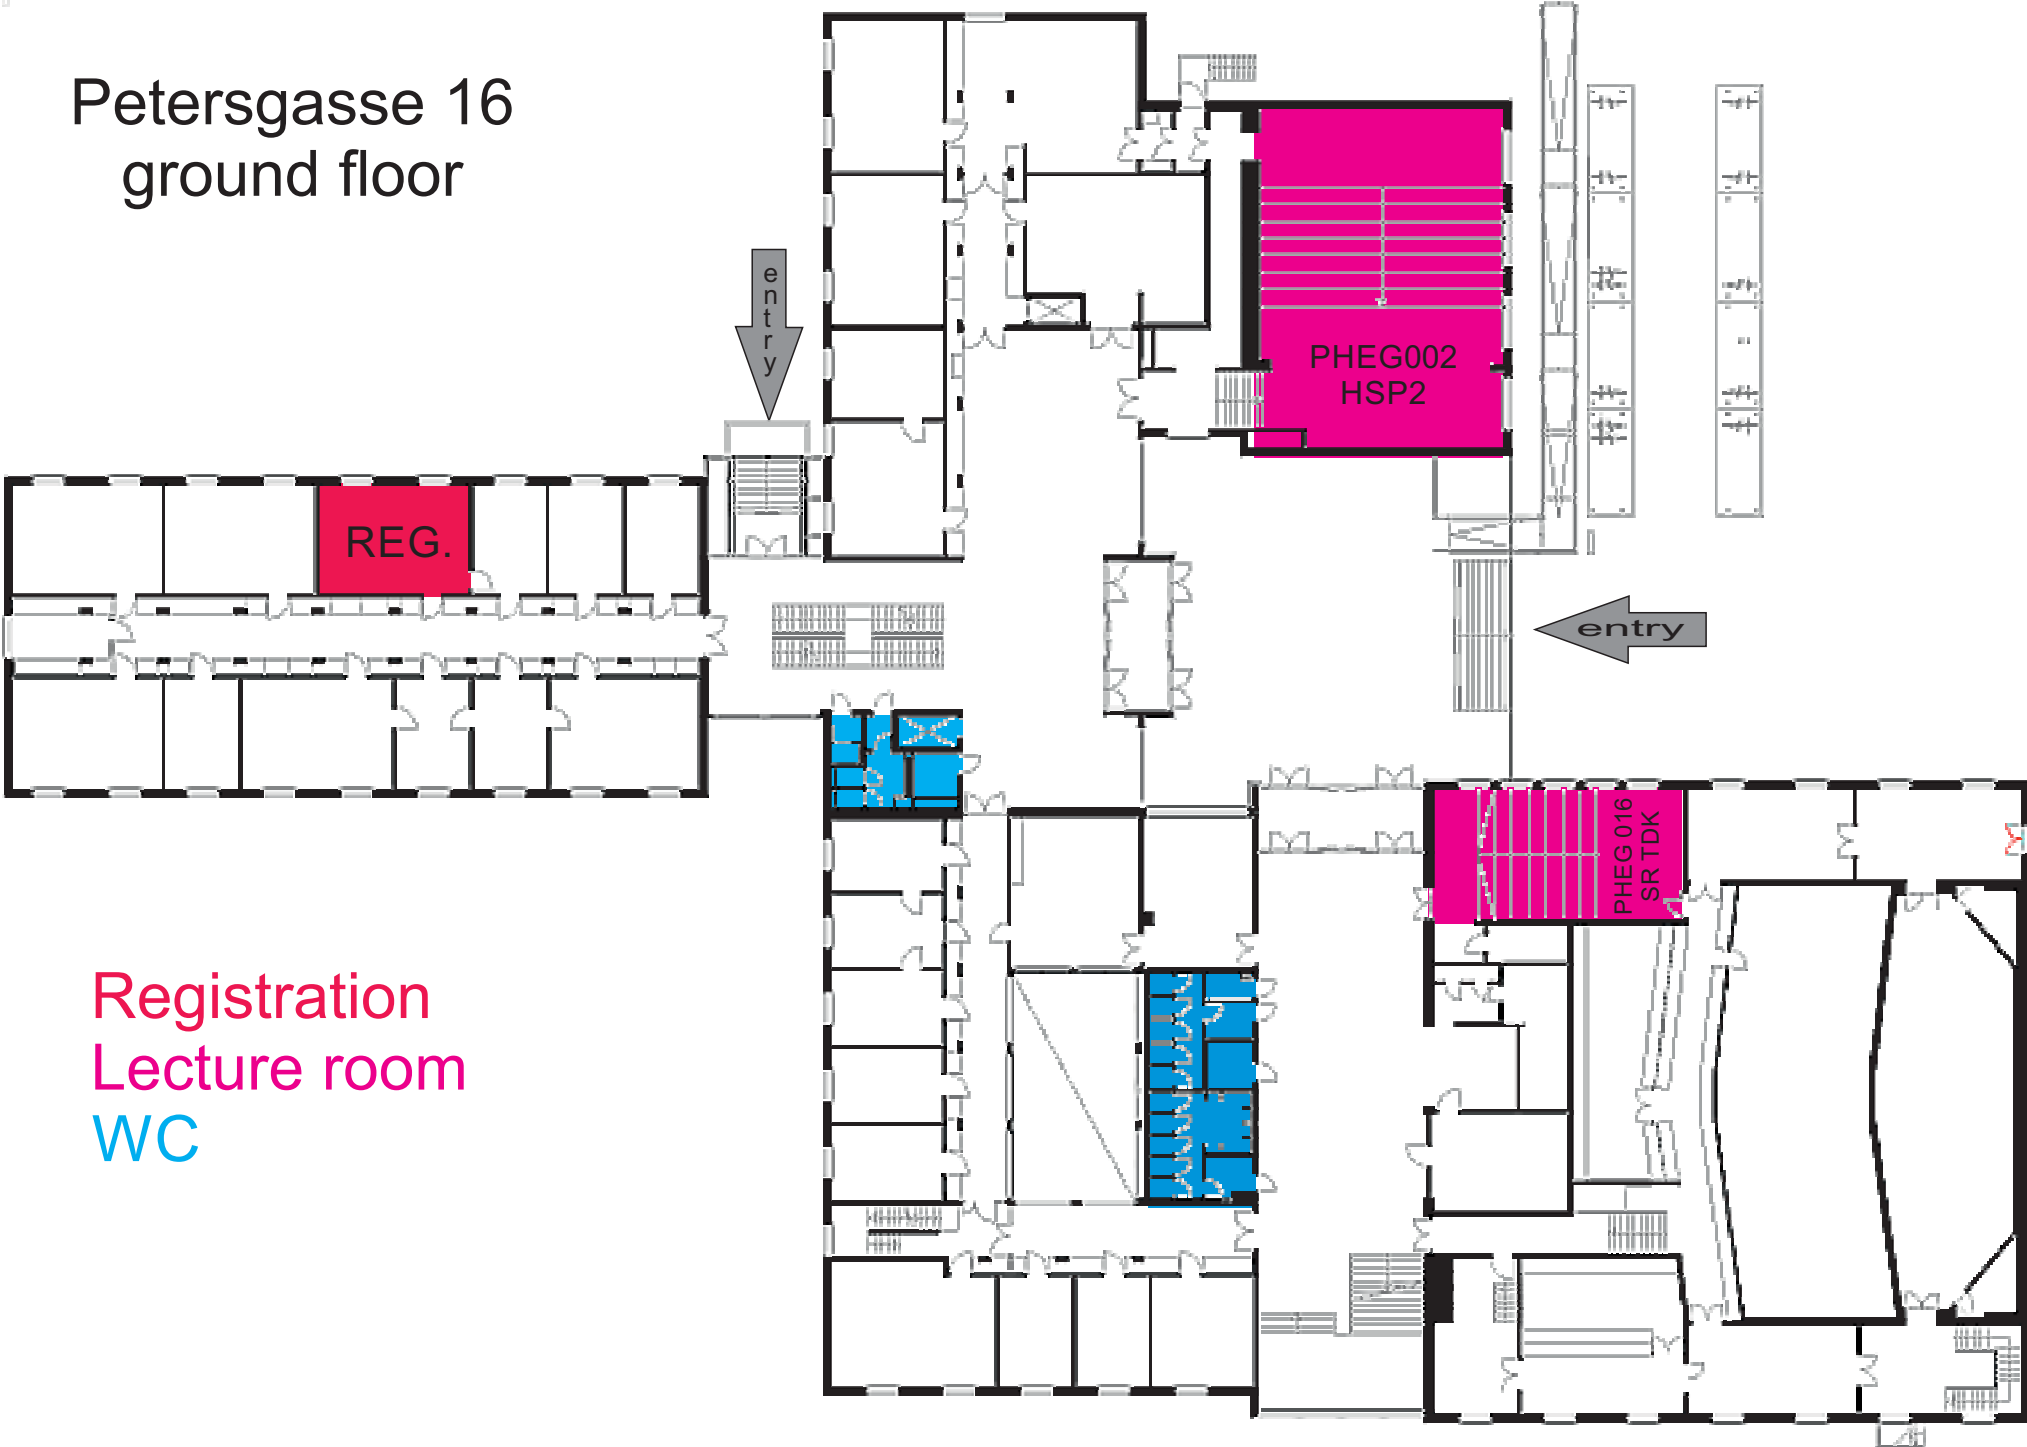 Petersgasse 16
ground floor
entry
PHEG002
HSP2
REG.
entry
PHEG 016
SR TDK
Registration
Lecture room
WC